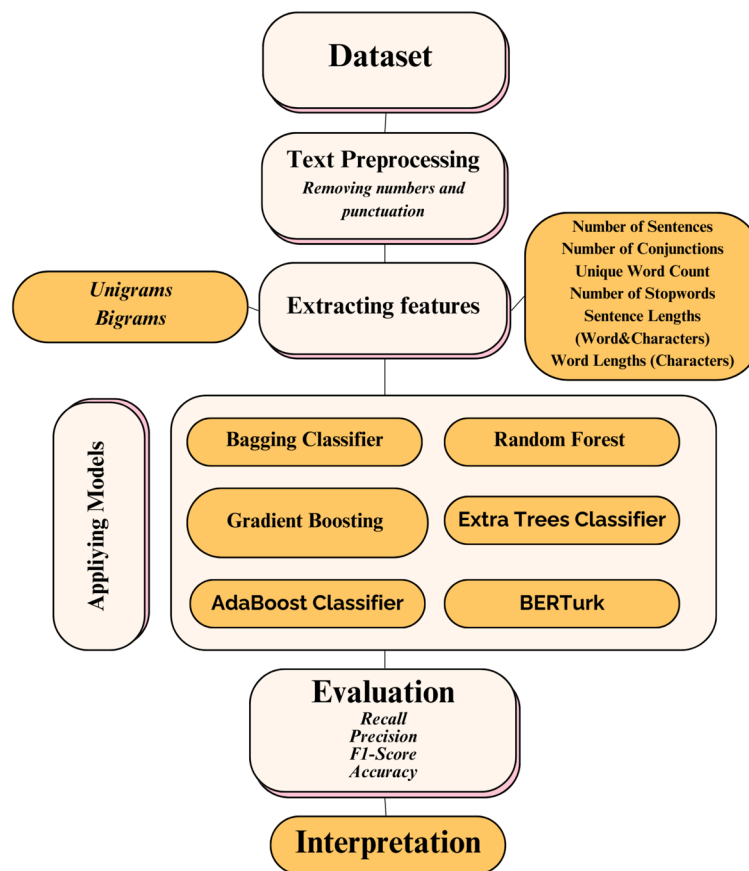 Dataset
Text Preprocessing
Removing numbers and
punctuation
Number of Sentences
Number of Conjunctions
Unique Word Count
Number of Stopwords
Sentence Lengths
(Word&Characters)
Word Lengths (Characters)
Unigrams
Bigrams
Extracting features
Appliying Models
Bagging Classifier
Random Forest
Gradient Boosting
Extra Trees Classifier
AdaBoost Classifier
BERTurk
Evaluation
Recall
Precision
F1-Score
Accuracy
Interpretation